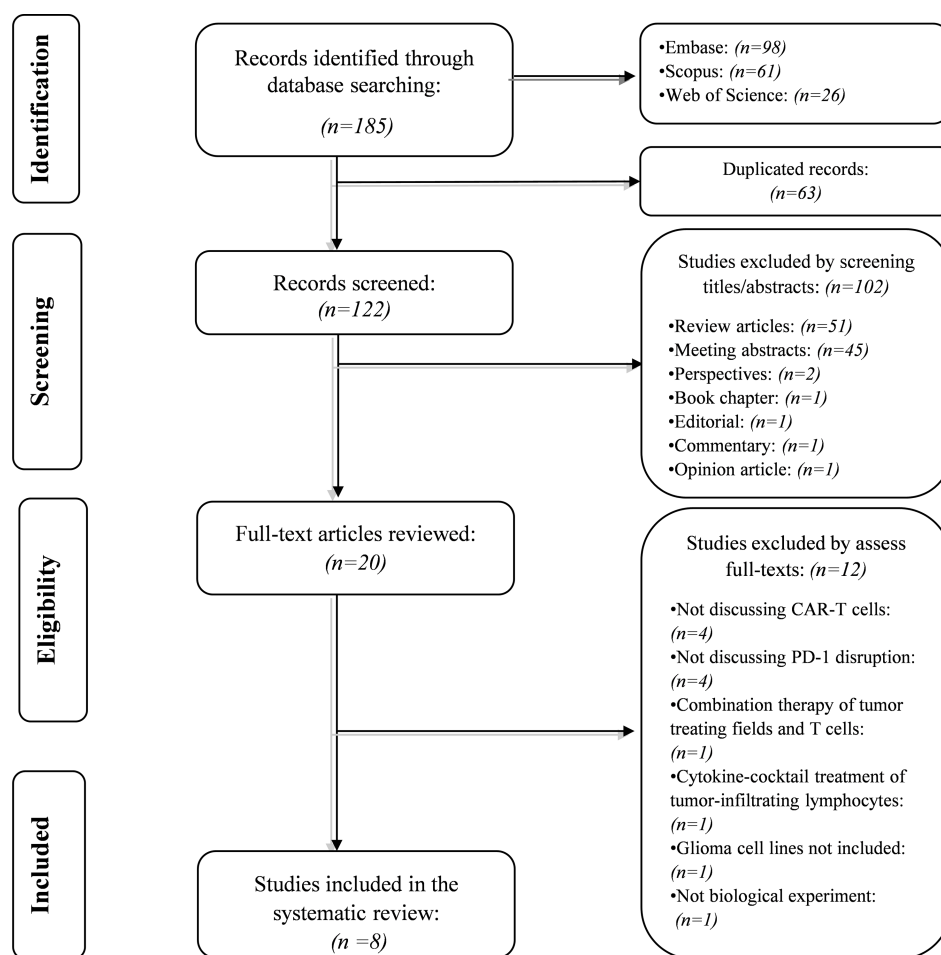 Identification
Records identified through
database searching:
(n=185)
•Embase: (n=98)
•Scopus: (n=61)
•Web of Science: (n=26)
Duplicated records:
(n=63)
Screening
Records screened:
(n=122)
Studies excluded by screening
titles/abstracts: (n=102)
•Review articles: (n=51)
•Meeting abstracts: (n=45)
•Perspectives: (n=2)
•Book chapter: (n=1)
•Editorial: (n=1)
•Commentary: (n=1)
•Opinion article: (n=1)
Eligibility
Full-text articles reviewed:
(n=20)
Studies excluded by assess
full-texts: (n=12)
•Not discussing CAR-T cells:
(n=4)
•Not discussing PD-1 disruption:
(n=4)
•Combination therapy of tumor
treating fields and T cells:
(n=1)
•Cytokine-cocktail treatment of
tumor-infiltrating lymphocytes:
(n=1)
•Glioma cell lines not included:
(n=1)
•Not biological experiment:
(n=1)
Included
Studies included in the
systematic review:
(n =8)